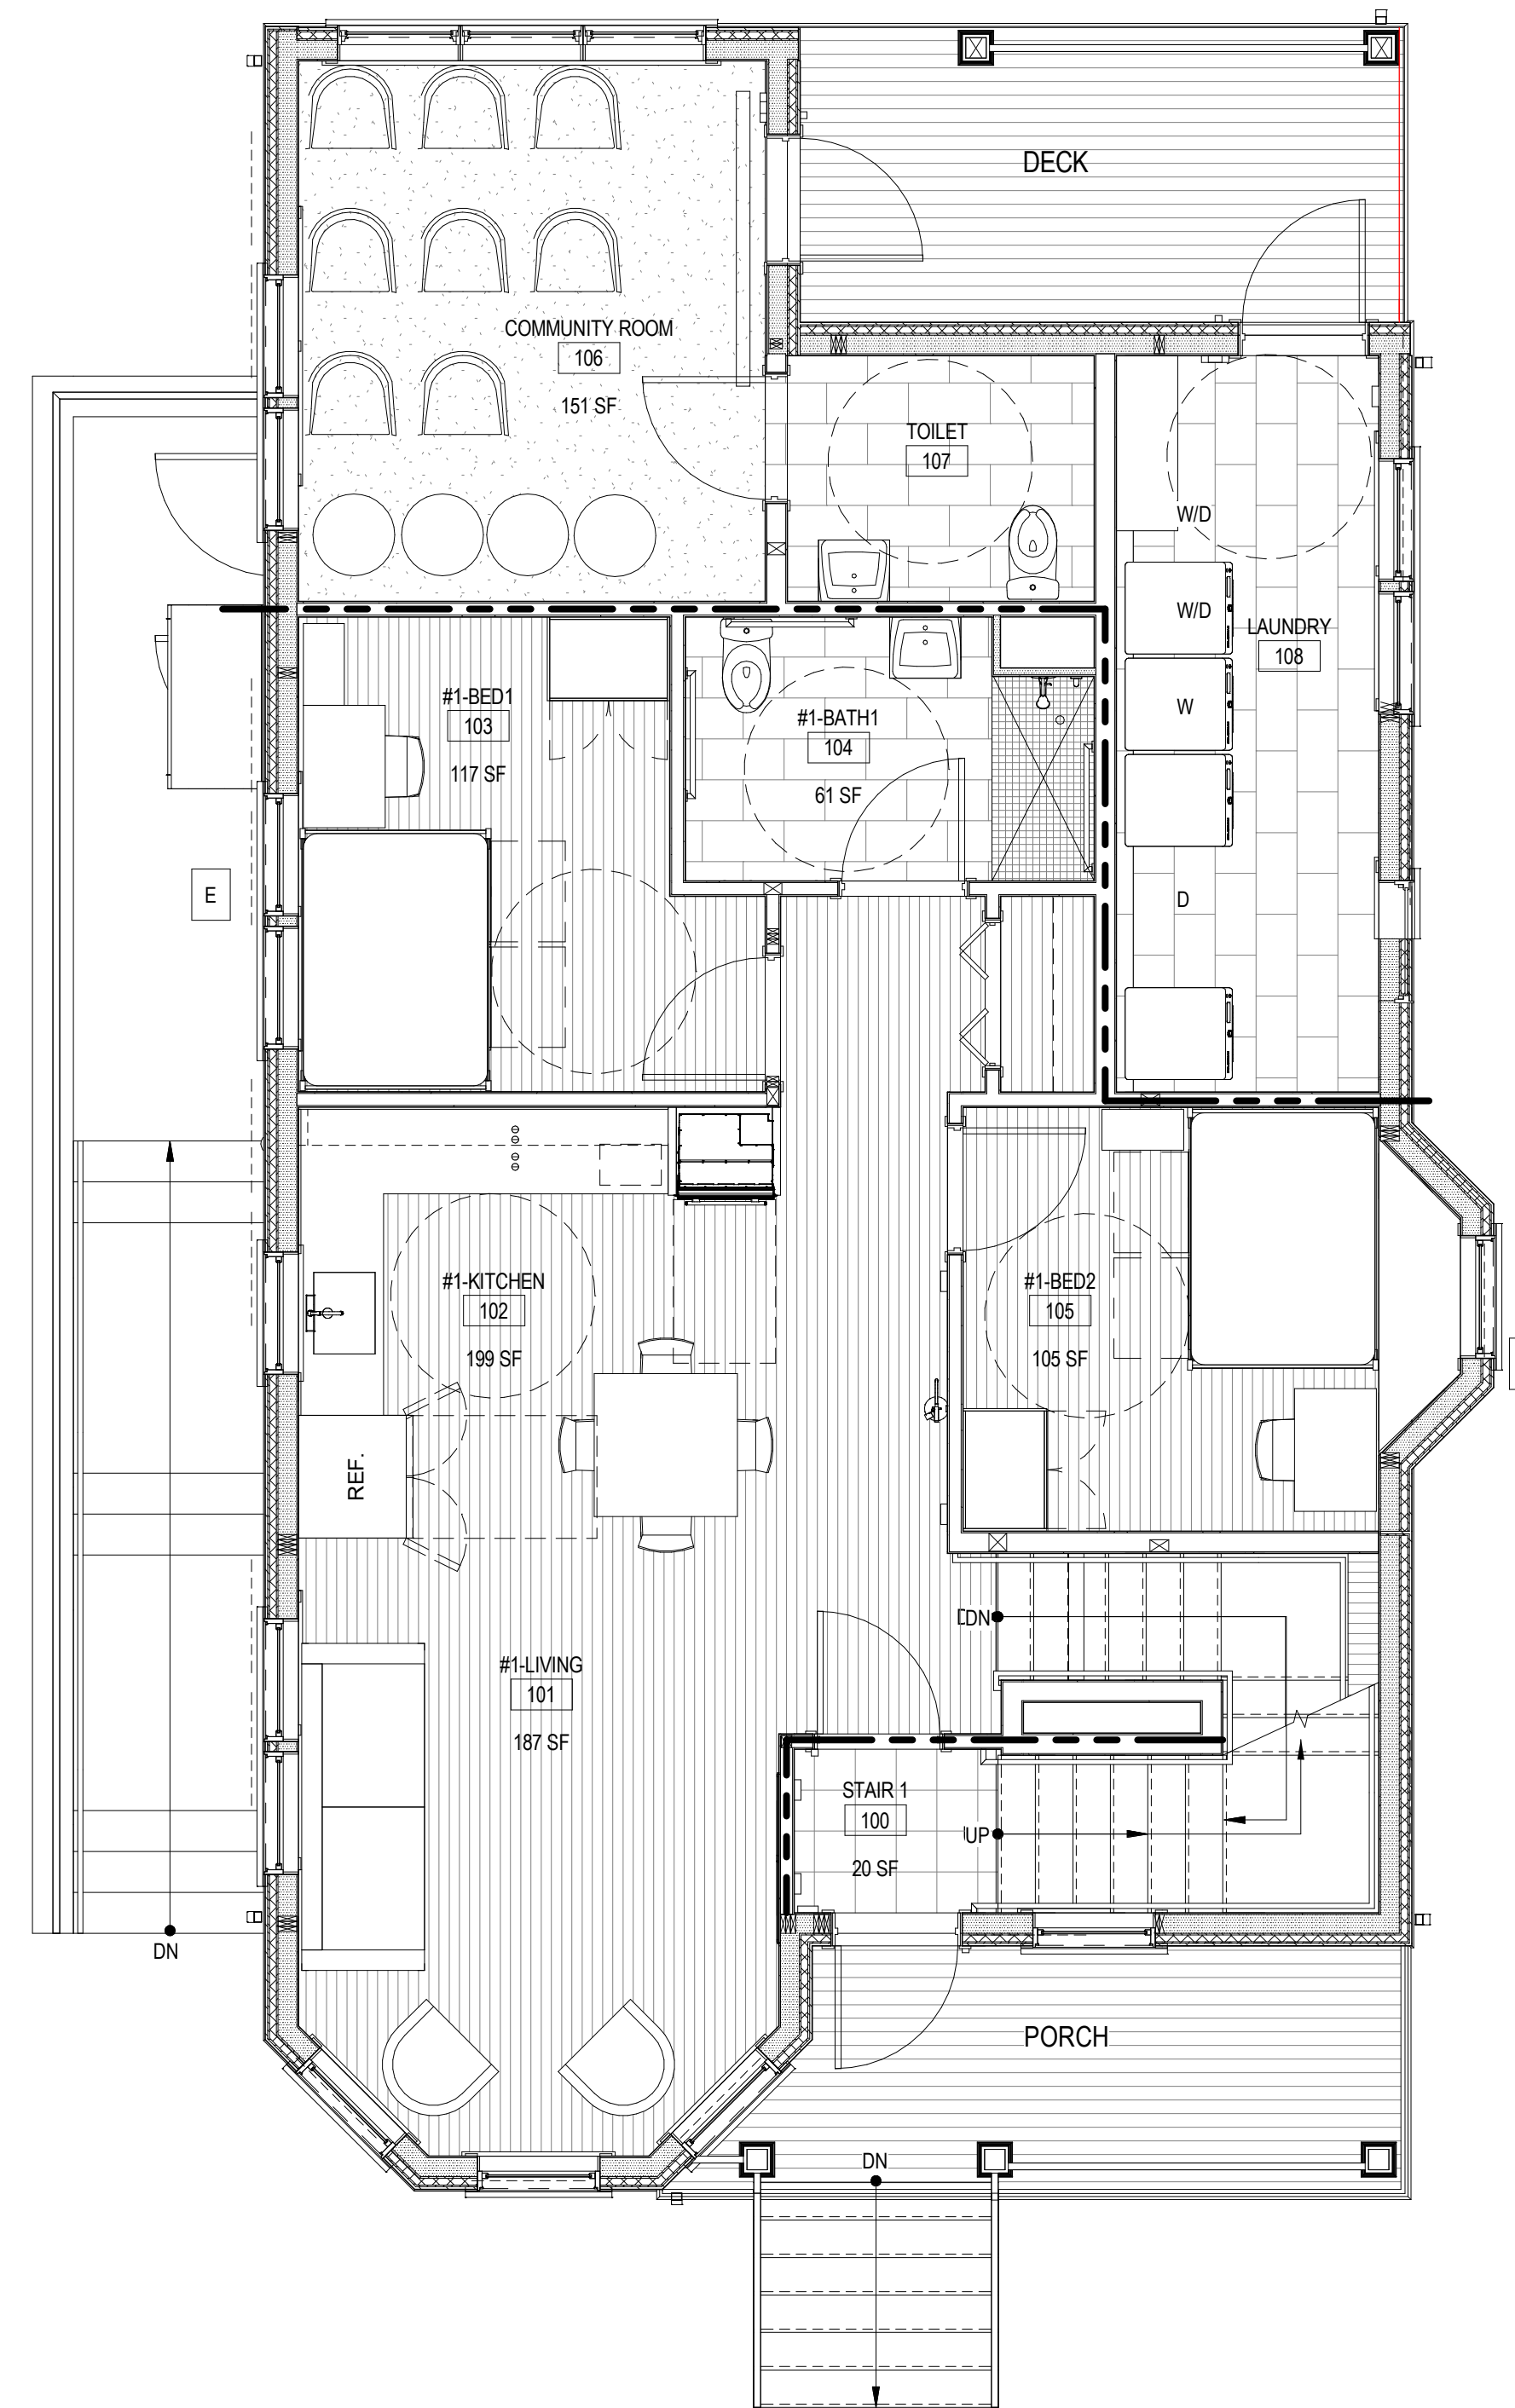 DECK
COMMUNITY ROOM
106
151 SF
TOILET
107
W/D
W/D
LAUNDRY
108
W
D
#1-BED1
103
117 SF
#1-BATH1
104
61 SF
E
#1-KITCHEN
102
199 SF
#1-BED2
105
105 SF
REF.
DN
#1-LIVING
101
187 SF
STAIR 1
100
20 SF
UP
DN
PORCH
DN